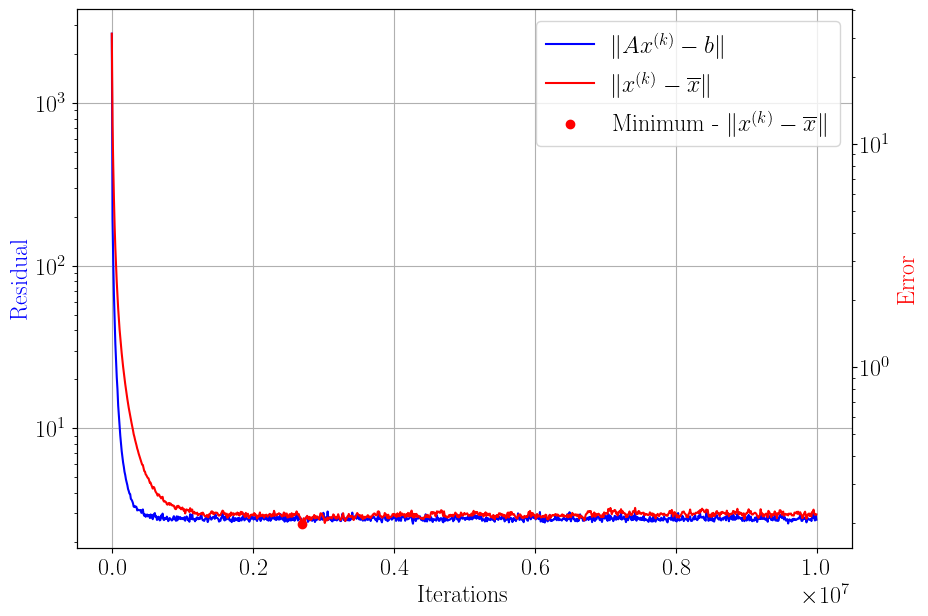 ‖Ax^(k) − b‖
‖x^(k) − x̅‖
Minimum - ‖x^(k) − x̅‖
10^3
10^2
10^1
Residual
10^1
10^0
Error
0.0 0.2 0.4 0.6 0.8 1.0
×10^7
Iterations